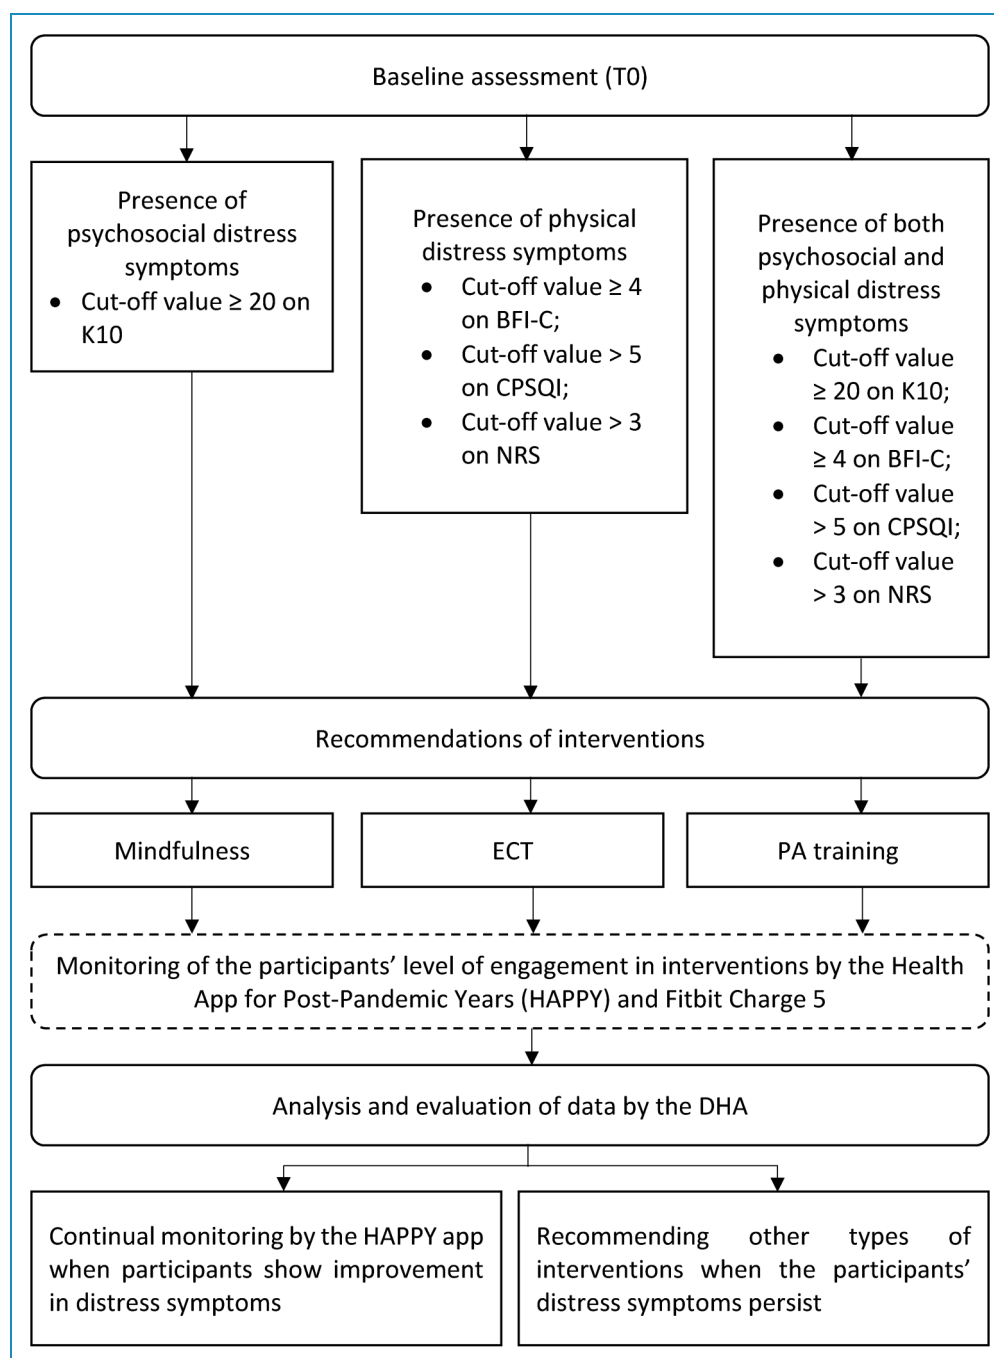 Baseline assessment (T0)
Presence of
psychosocial distress
symptoms
• Cut-off value ≥ 20 on
K10
Presence of physical
distress symptoms
• Cut-off value ≥ 4
on BFI-C;
• Cut-off value > 5
on CPSQI;
• Cut-off value > 3
on NRS
Presence of both
psychosocial and
physical distress
symptoms
• Cut-off value
≥ 20 on K10;
• Cut-off value
≥ 4 on BFI-C;
• Cut-off value
> 5 on CPSQI;
• Cut-off value
> 3 on NRS
Recommendations of interventions
Mindfulness
ECT
PA training
Monitoring of the participants’ level of engagement in interventions by the Health
App for Post-Pandemic Years (HAPPY) and Fitbit Charge 5
Analysis and evaluation of data by the DHA
Continual monitoring by the HAPPY app
when participants show improvement
in distress symptoms
Recommending other types of
interventions when the participants’
distress symptoms persist